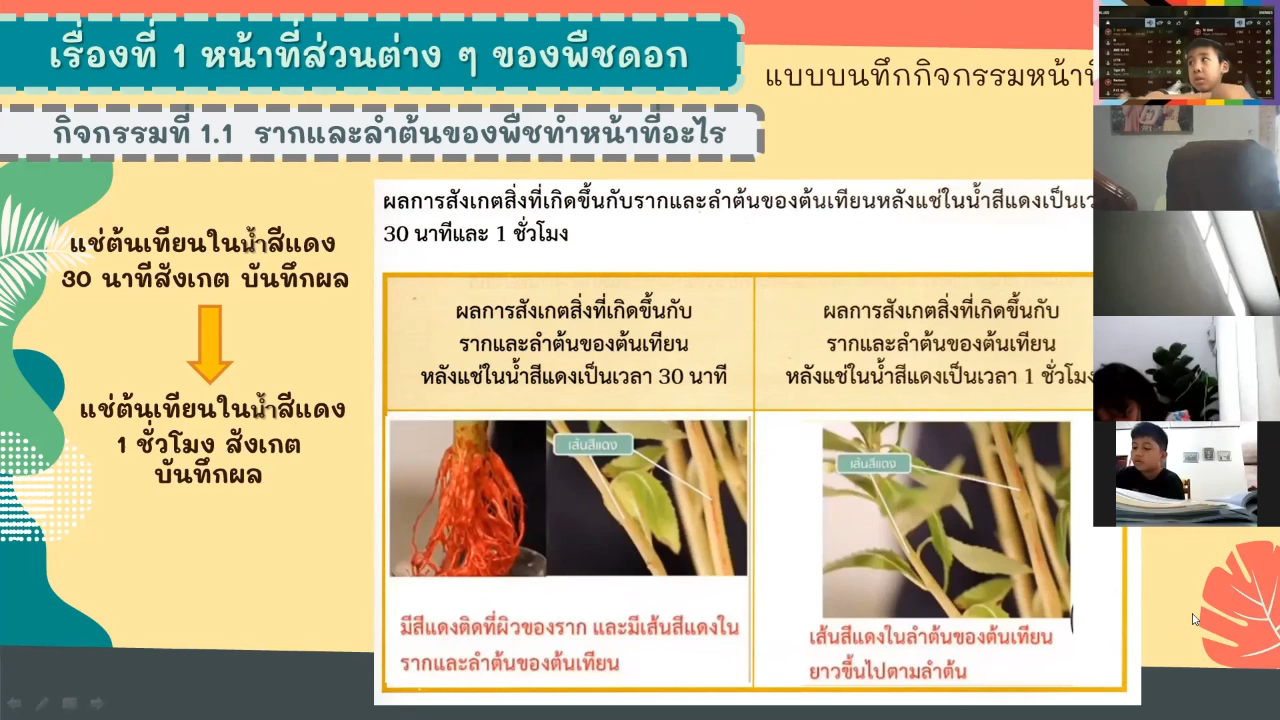 เรื่องที่ 1 หน้าที่ส่วนต่าง ๆ ของพืชดอก
แบบบนทึกกิจกรรมหน้าที่
กิจกรรมที่ 1.1 รากและลำต้นของพืชทำหน้าที่อะไร
แช่ต้นเทียนในน้ำสีแดง
30 นาทีสังเกต บันทึกผล
แช่ต้นเทียนในน้ำสีแดง
1 ชั่วโมง สังเกต
บันทึกผล
ผลการสังเกตสิ่งที่เกิดขึ้นกับรากและลำต้นของต้นเทียนหลังแช่ในน้ำสีแดงเป็นเว
30 นาทีและ 1 ชั่วโมง
ผลการสังเกตสิ่งที่เกิดขึ้นกับ
รากและลำต้นของต้นเทียน
หลังแช่ในน้ำสีแดงเป็นเวลา 30 นาที
ผลการสังเกตสิ่งที่เกิดขึ้นกับ
รากและลำต้นของต้นเทียน
หลังแช่ในน้ำสีแดงเป็นเวลา 1 ชั่วโมง
เส้นสีแดง
เส้นสีแดง
มีสีแดงติดที่ผิวของราก และมีเส้นสีแดงใน
รากและลำต้นของต้นเทียน
เส้นสีแดงในลำต้นของต้นเทียน
ยาวขึ้นไปตามลำต้น